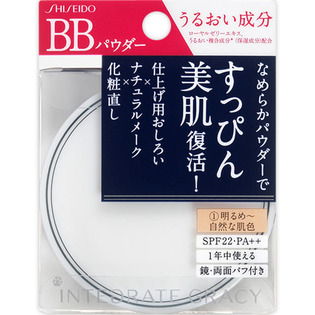 SHISEIDO
BBパウダー
うるおい成分
ローヤルゼリーエキス、
うるおい複合成分*(保湿成分)配合
なめらかパウダーで
すっぴん
美肌復活!
仕上げ用おしろい
×
ナチュラルメーク
×
化粧直し
①明るめ~
自然な肌色
SPF22・PA++
1年中使える
鏡・両面パフ付き
INTEGRATE GRACY